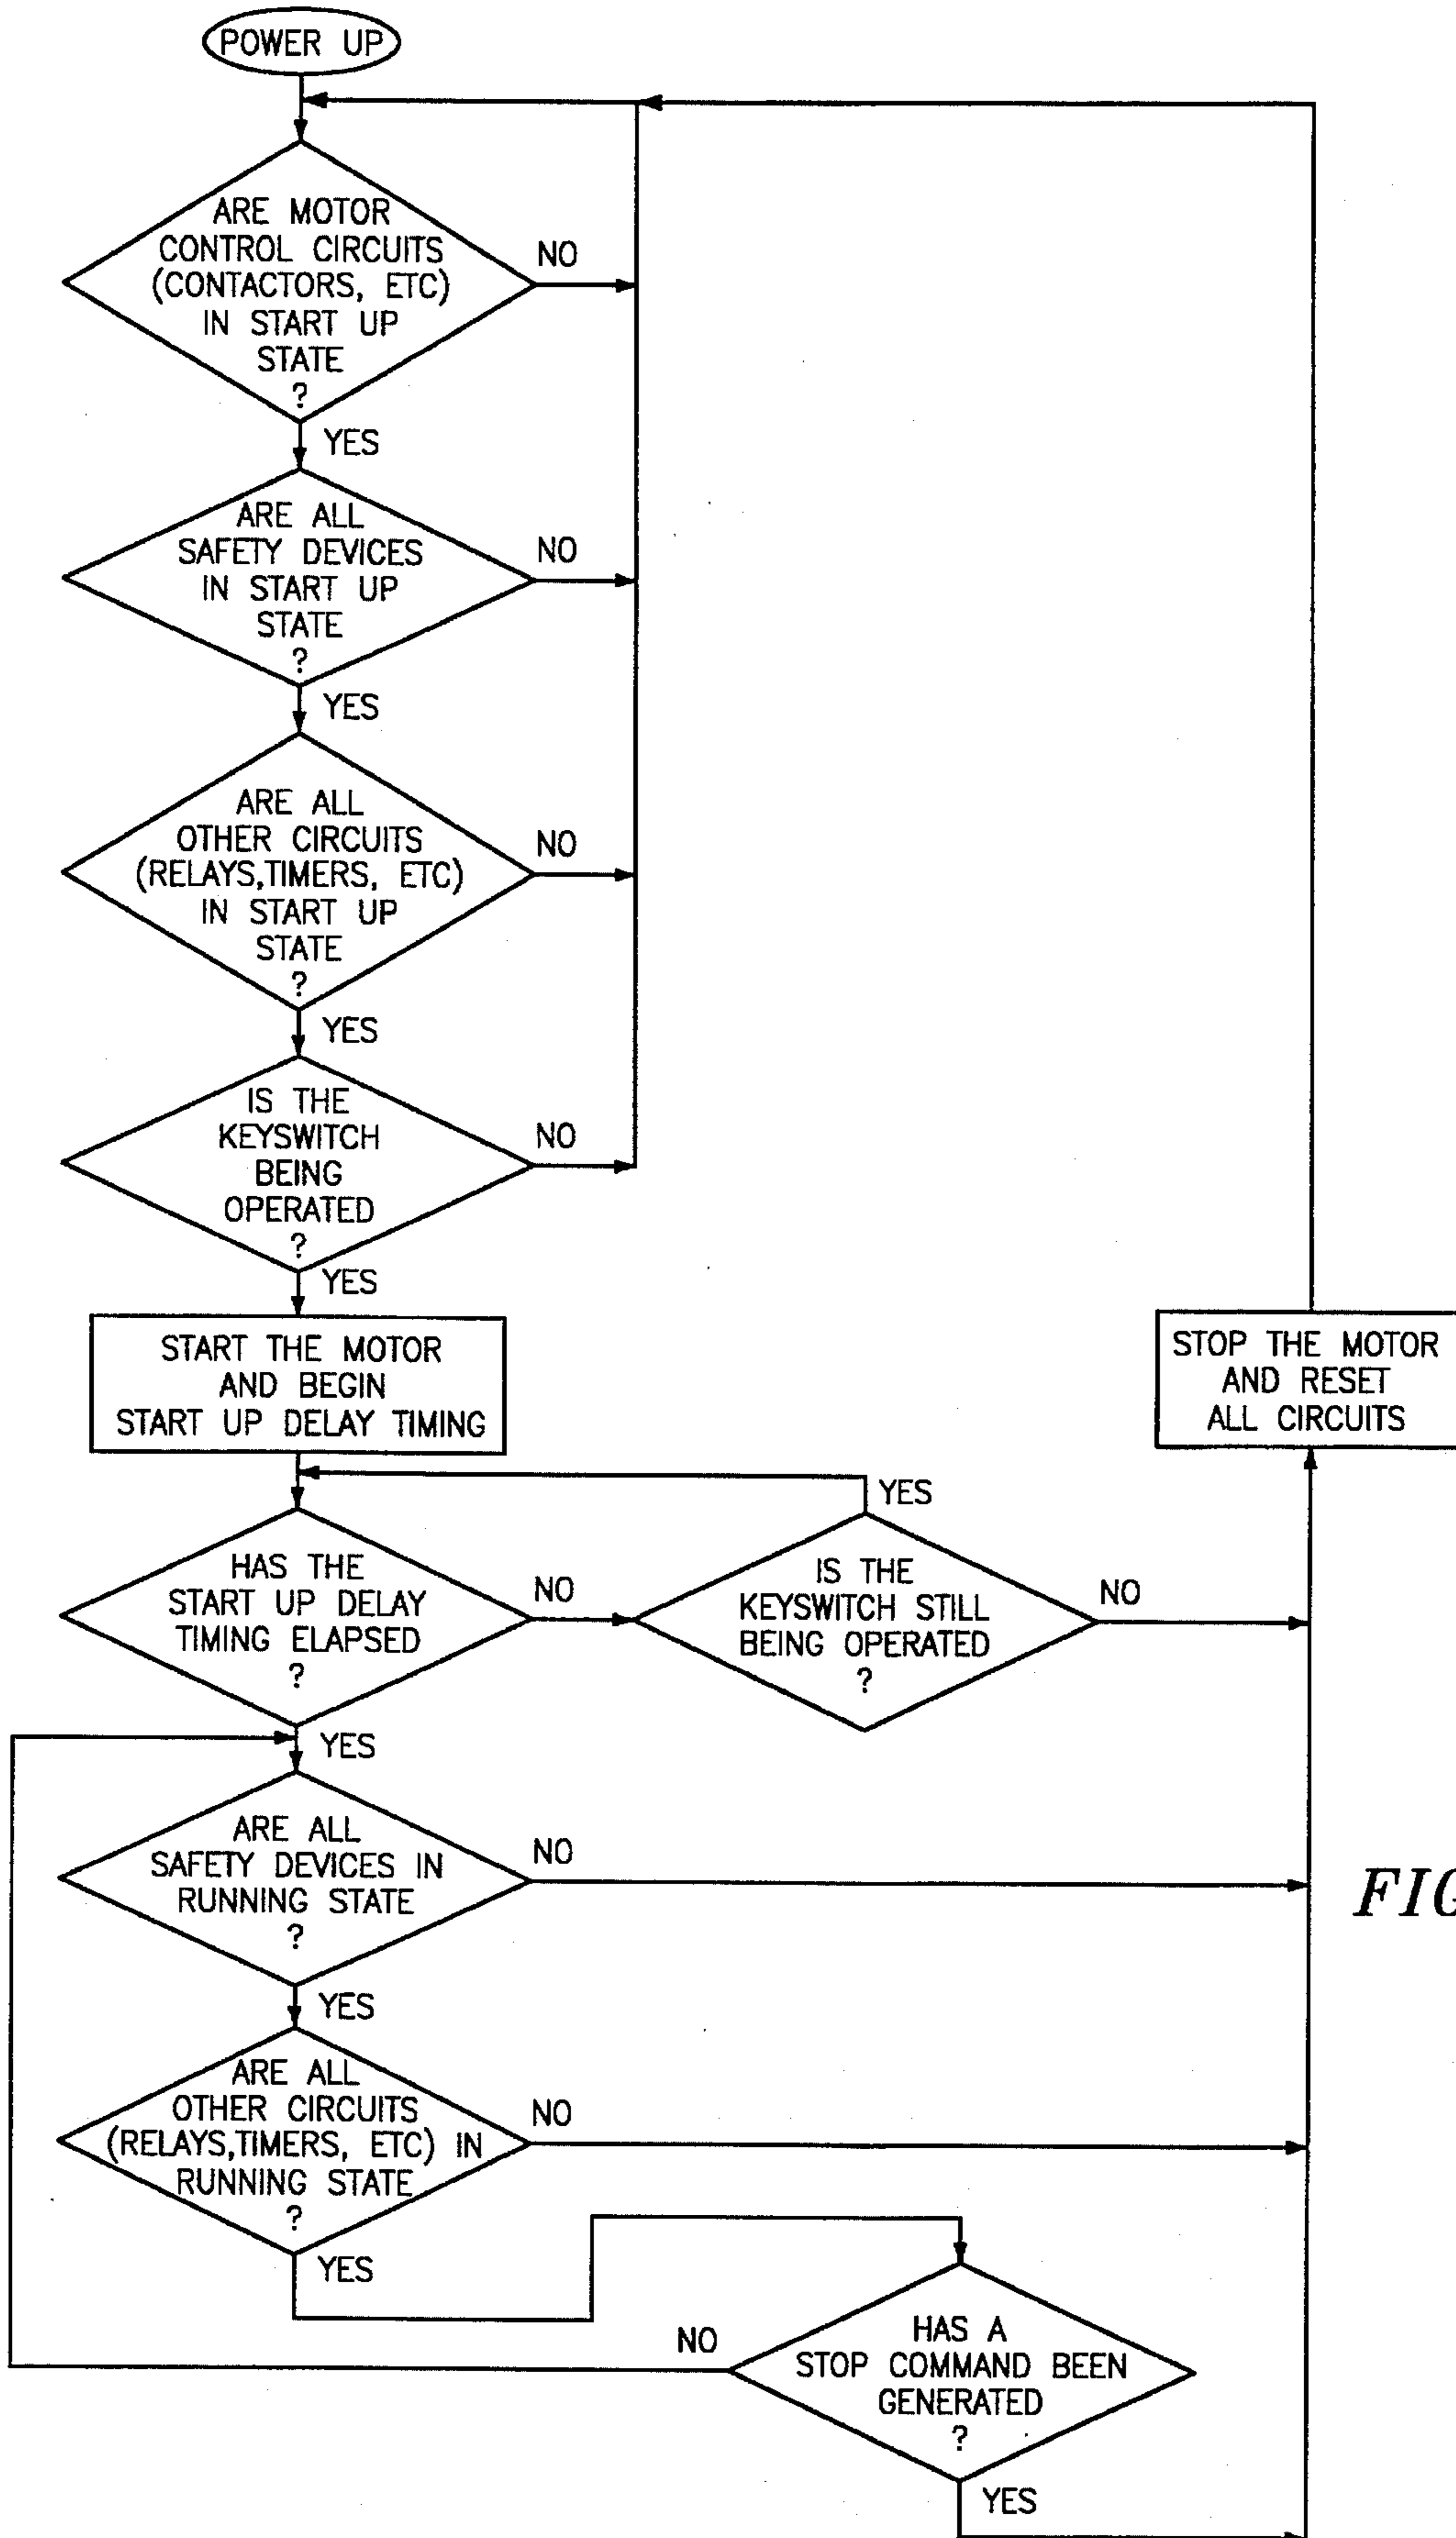 POWER UP
ARE MOTOR
CONTROL CIRCUITS
(CONTACTORS, ETC)
IN START UP
STATE
?
NO
YES
ARE ALL
SAFETY DEVICES
IN START UP
STATE
?
NO
YES
ARE ALL
OTHER CIRCUITS
(RELAYS,TIMERS, ETC)
IN START UP
STATE
?
NO
YES
IS THE
KEYSWITCH
BEING
OPERATED
?
NO
YES
START THE MOTOR
AND BEGIN
START UP DELAY TIMING
STOP THE MOTOR
AND RESET
ALL CIRCUITS
HAS THE
START UP DELAY
TIMING ELAPSED
?
NO
YES
IS THE
KEYSWITCH STILL
BEING OPERATED
?
YES
NO
ARE ALL
SAFETY DEVICES IN
RUNNING STATE
?
NO
YES
FIG
ARE ALL
OTHER CIRCUITS
(RELAYS,TIMERS, ETC) IN
RUNNING STATE
?
NO
YES
HAS A
STOP COMMAND BEEN
GENERATED
?
NO
YES